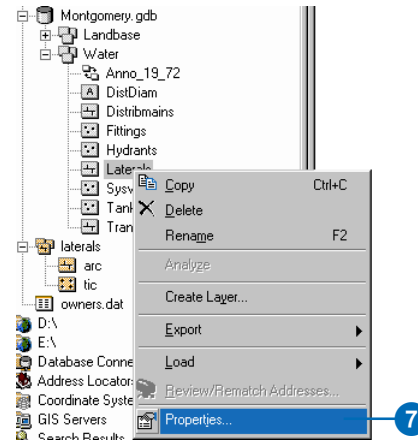 Montgomery.gdb
Landbase
Water
Anno_19_72
A DistDiam
Distribmains
Fittings
Hydrants
Laterals
Copy Ctrl+C
Sysv
Delete
Tank
Rename F2
Tran
laterals
Analyze
arc
tic
Create Layer...
owners.dat
Export
D:\
E:\
Load
Database Conne
Address Locator
Review/Rematch Addresses...
Coordinate Syste
GIS Servers
Properties... 7
Search Results